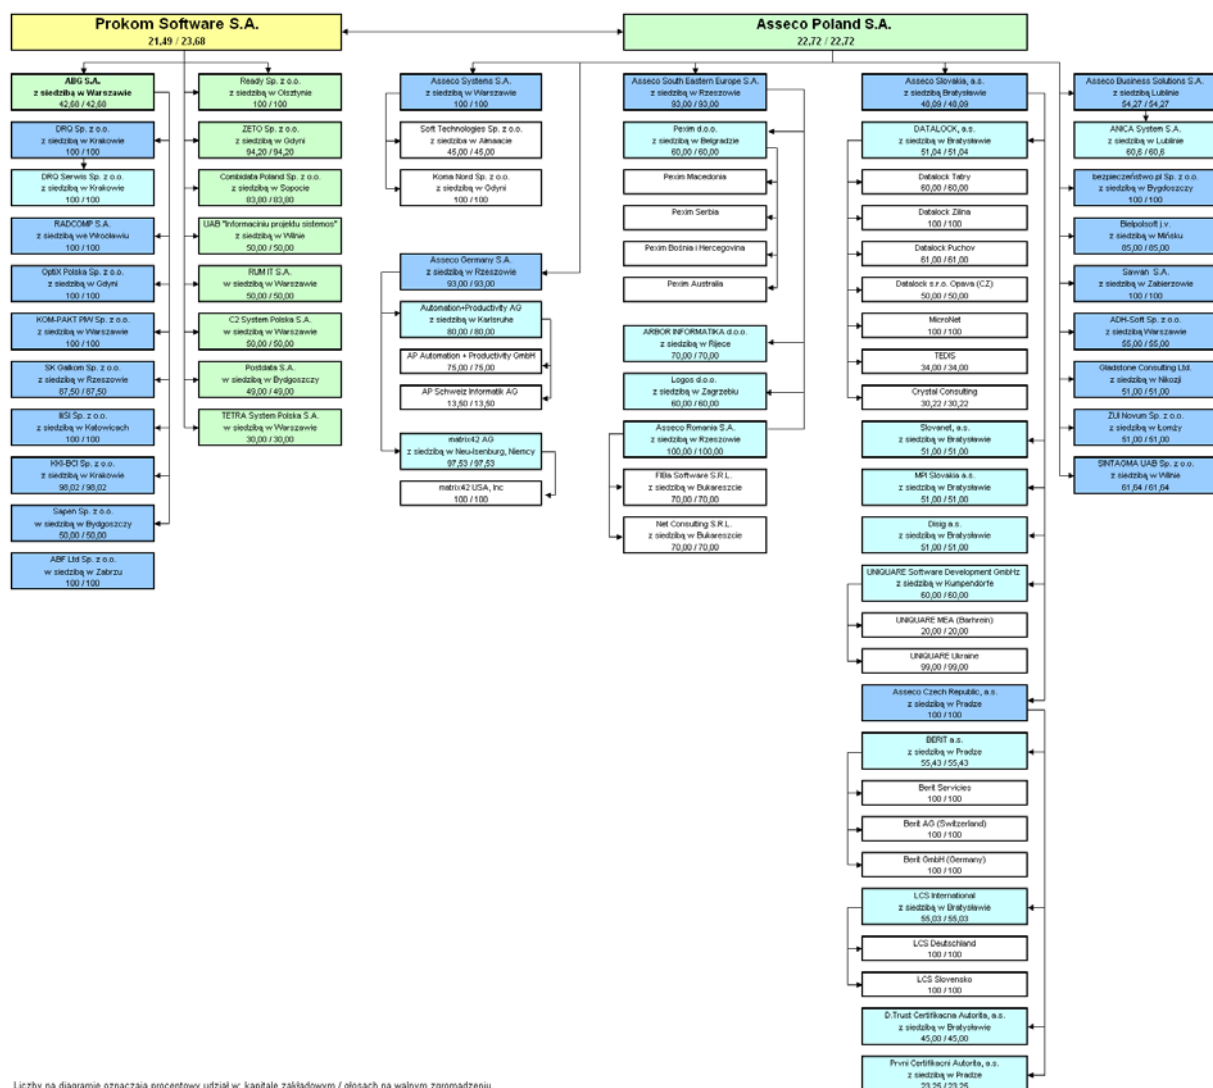 Prokom Software S.A.
21,49 / 23,68
Asseco Poland S.A.
22,72 / 22,72
ABG S.A.
z siedzibą w Warszawie
42,68 / 42,68
DRQ Sp. z o.o.
z siedzibą w Krakowie
100 / 100
DRQ Serwis Sp. z o.o.
z siedzibą w Krakowie
100 / 100
RADCOMP S.A.
z siedzibą we Wrocławiu
100 / 100
OptiX Polska Sp. z o.o.
z siedzibą w Gdyni
100 / 100
KOM-PAKT PIW Sp. z o.o.
z siedzibą w Warszawie
100 / 100
SK Galkom Sp. z o.o.
z siedzibą w Rzeszowie
87,50 / 87,50
IIISI Sp. z o.o.
z siedzibą w Katowicach
100 / 100
KKI-BCI Sp. z o.o.
z siedzibą w Krakowie
98,02 / 98,02
Sapen Sp. z o.o.
w siedzibą w Bydgoszczy
50,00 / 50,00
ABF Ltd Sp. z o.o.
w siedzibą w Zabrzu
100 / 100
Ready Sp. z o.o.
z siedzibą w Olsztynie
100 / 100
ZETO Sp. z o.o.
z siedzibą w Gdyni
94,20 / 94,20
Combidata Poland Sp. z o.o.
z siedzibą w Sopocie
83,80 / 83,80
UAB "Informaciniu projektu sistemos"
z siedzibą w Wilnie
50,00 / 50,00
RUM IT S.A.
w siedzibą w Warszawie
50,00 / 50,00
C2 System Polska S.A.
w siedzibą w Warszawie
50,00 / 50,00
Postdata S.A.
w siedzibą w Bydgoszczy
49,00 / 49,00
TETRA System Polska S.A.
w siedzibą w Warszawie
30,00 / 30,00
Asseco Systems S.A.
z siedzibą w Warszawie
100 / 100
Soft Technologies Sp. z o.o.
z siedziba w Ałmaacie
45,00 / 45,00
Koma Nord Sp. z o.o.
z siedzibą w Gdyni
100 / 100
Asseco Germany S.A.
z siedzibą w Rzeszowie
93,00 / 93,00
Automation+Productivity AG
z siedzibą w Karlsruhe
80,00 / 80,00
AP Automation + Productivity GmbH
75,00 / 75,00
AP Schweiz Informatik AG
13,50 / 13,50
matrix42 AG
z siedzibą w Neu-Isenburg, Niemcy
97,53 / 97,53
matrix42 USA, Inc
100 / 100
Asseco South Eastern Europe S.A.
z siedzibą w Rzeszowie
93,00 / 93,00
Pexim d.o.o.
z siedzibą w Belgradzie
60,00 / 60,00
Pexim Macedonia
Pexim Serbia
Pexim Bośnia i Hercegovina
Pexim Australia
ARBOR INFORMATIKA d.o.o.
z siedzibą w Rijece
70,00 / 70,00
Logos d.o.o.
z siedzibą w Zagrzebiu
60,00 / 60,00
Asseco Romania S.A.
z siedzibą w Rzeszowie
100,00 / 100,00
FIBa Software S.R.L.
z siedzibą w Bukareszcie
70,00 / 70,00
Net Consulting S.R.L.
z siedzibą w Bukareszcie
70,00 / 70,00
Asseco Slovakia, a.s.
z siedzibą Bratysławie
48,09 / 48,09
DATALOCK, a.s.
z siedzibą w Bratysławie
51,04 / 51,04
Datalock Tatry
60,00 / 60,00
Datalock Zilina
100 / 100
Datalock Puchov
61,00 / 61,00
Datalock s.r.o. Opava (CZ)
50,00 / 50,00
MicroNet
100 / 100
TEDIS
34,00 / 34,00
Crystal Consulting
30,22 / 30,22
Slovanet, a.s.
z siedzibą w Bratysławie
51,00 / 51,00
MPI Slovakia a.s.
z siedzibą w Bratysławie
51,00 / 51,00
Disig a.s.
z siedzibą w Bratysławie
51,00 / 51,00
UNIQUARE Software Development GmbHz
z siedzibą w Kumpendorfe
60,00 / 60,00
UNIQUARE MEA (Barhrein)
20,00 / 20,00
UNIQUARE Ukraine
99,00 / 99,00
Asseco Czech Republic, a.s.
z siedzibą w Pradze
100 / 100
BERIT a.s.
z siedzibą w Pradze
55,43 / 55,43
Berit Servicies
100 / 100
Berit AG (Switzerland)
100 / 100
Berit GmbH (Germany)
100 / 100
LCS International
z siedzibą w Bratysławie
55,03 / 55,03
LCS Deutschland
100 / 100
LCS Slovensko
100 / 100
D.Trust Certifikacna Autorita, a.s.
z siedzibą w Bratysławie
45,00 / 45,00
Prvni Certifikacni Autorita, a.s.
z siedzibą w Pradze
23,25 / 23,25
Asseco Business Solutions S.A.
z siedzibą Lublinie
54,27 / 54,27
ANICA System S.A.
z siedzibą w Lublinie
60,6 / 60,6
bezpieczeństwo.pl Sp. z o.o.
z siedzibą w Bygdoszczy
100 / 100
Bielpolsoft j.v.
z siedzibą w Mińsku
85,00 / 85,00
Sawan S.A.
z siedzibą w Zabierzowie
100 / 100
ADH-Soft Sp. z o.o.
z siedzibą Warszawie
55,00 / 55,00
Gladstone Consulting Ltd.
z siedzibą w Nikozji
51,00 / 51,00
ZUI Novum Sp. z o.o.
z siedzibą w Łomży
51,00 / 51,00
SINTAGMA UAB Sp. z o.o.
z siedzibą w Wilnie
61,64 / 61,64
Liczby na diagramie oznaczają procentowy udział w: kapitale zakładowym / głosach na walnym zgromadzeniu